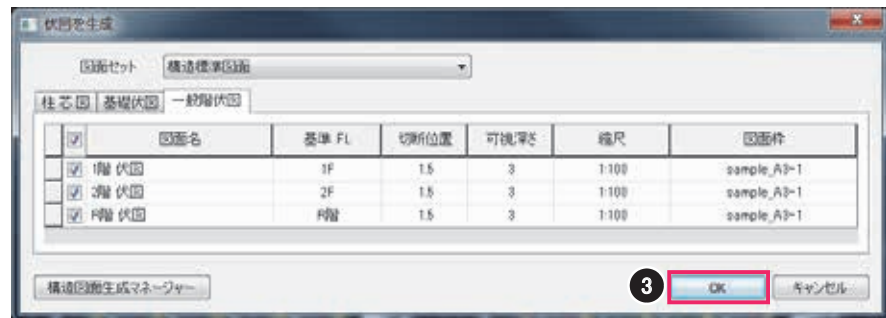 伏図を生成
図面セット 構造標準図面
柱芯図 基礎伏図 一般階伏図
図面名 基準 FL 切断位置 可視深さ 縮尺 図面枠
1階 伏図 1F 1.5 3 1:100 sample_A3-1
2階 伏図 2F 1.5 3 1:100 sample_A3-1
R階 伏図 R階 1.5 3 1:100 sample_A3-1
構造図面生成マネージャー 3 OK キャンセル